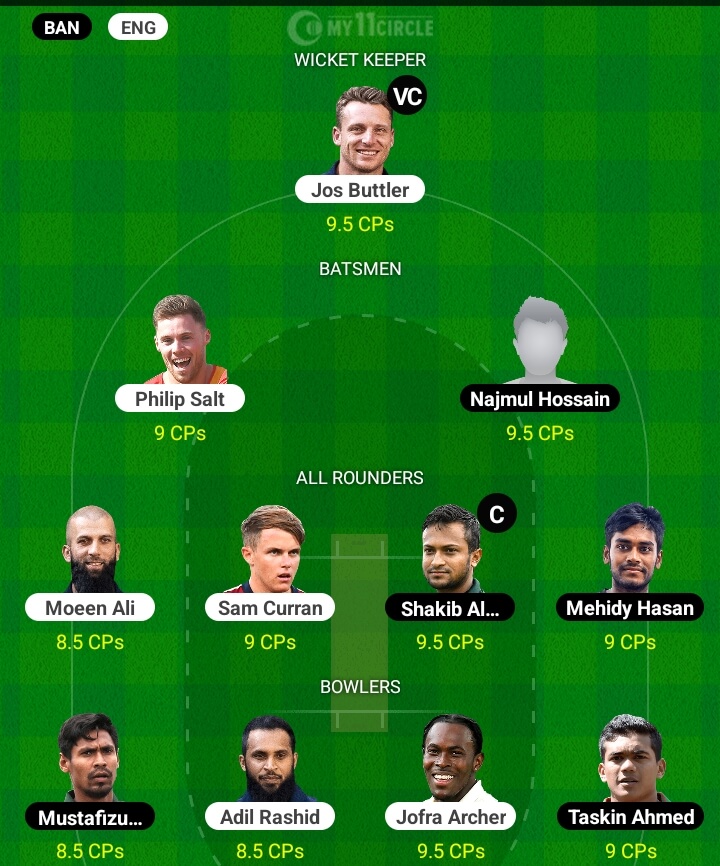 BAN ENG MY11CIRCLE
WICKET KEEPER
VC
Jos Buttler
9.5 CPs
BATSMEN
Philip Salt Najmul Hossain
9 CPs 9.5 CPs
ALL ROUNDERS
C
Moeen Ali Sam Curran Shakib Al... Mehidy Hasan
8.5 CPs 9 CPs 9.5 CPs 9 CPs
BOWLERS
Mustafizu... Adil Rashid Jofra Archer Taskin Ahmed
8.5 CPs 8.5 CPs 9.5 CPs 9 CPs